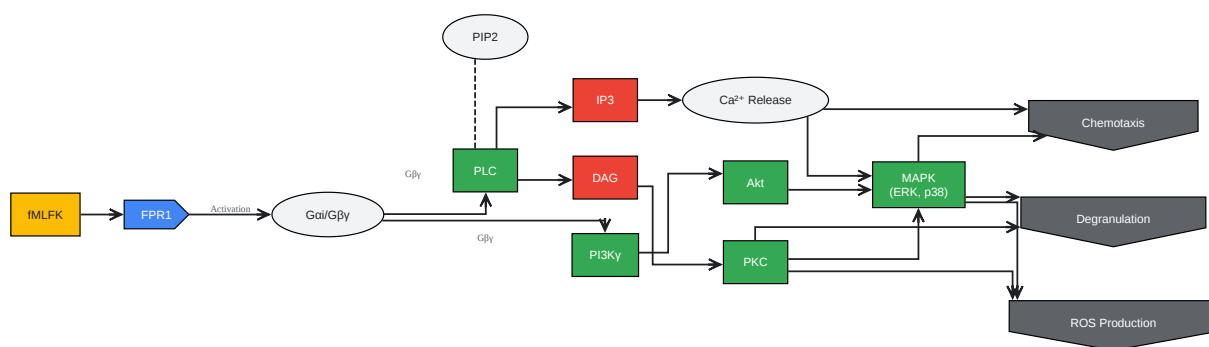 PIP2
IP3
Ca²⁺ Release
Chemotaxis
Gβγ
PLC
DAG
Akt
MAPK
(ERK, p38)
fMLFK
FPR1
Activation
Gαi/Gβγ
Degranulation
Gβγ
PI3Kγ
PKC
ROS Production